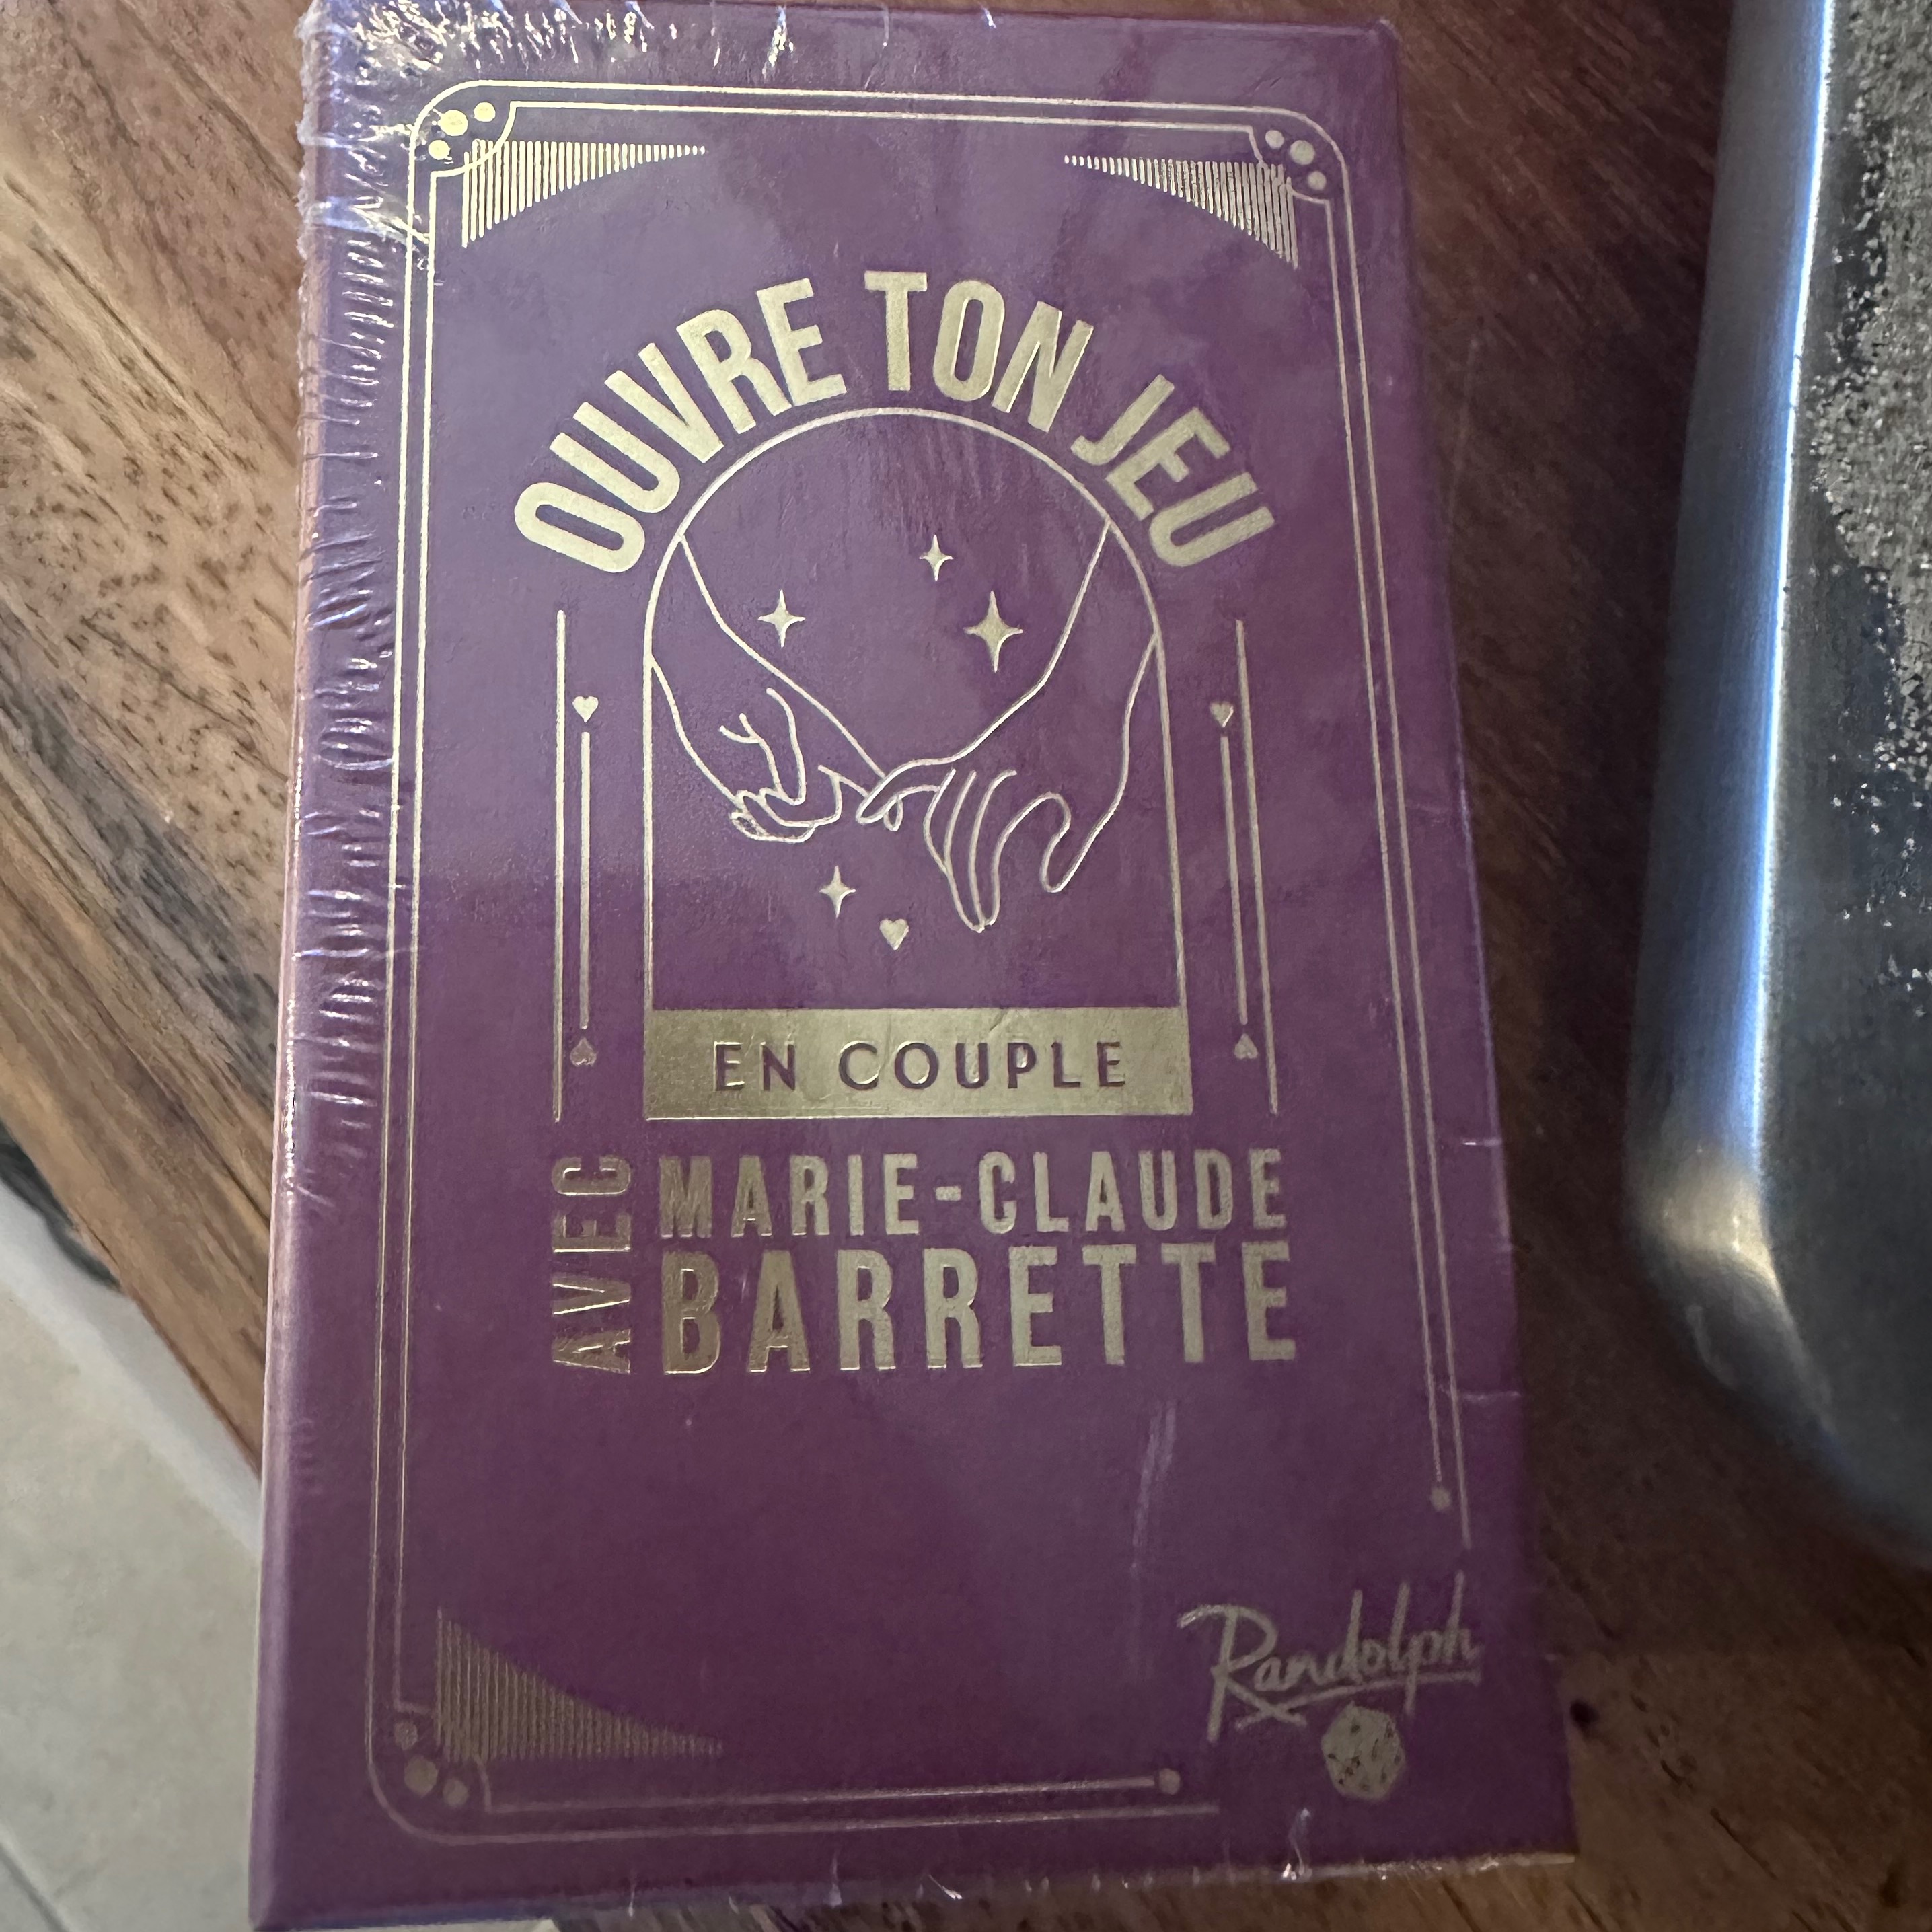 OUVRE TON JEU
EN COUPLE
AVEC
MARIE-CLAUDE
BARRETTE
Randolph